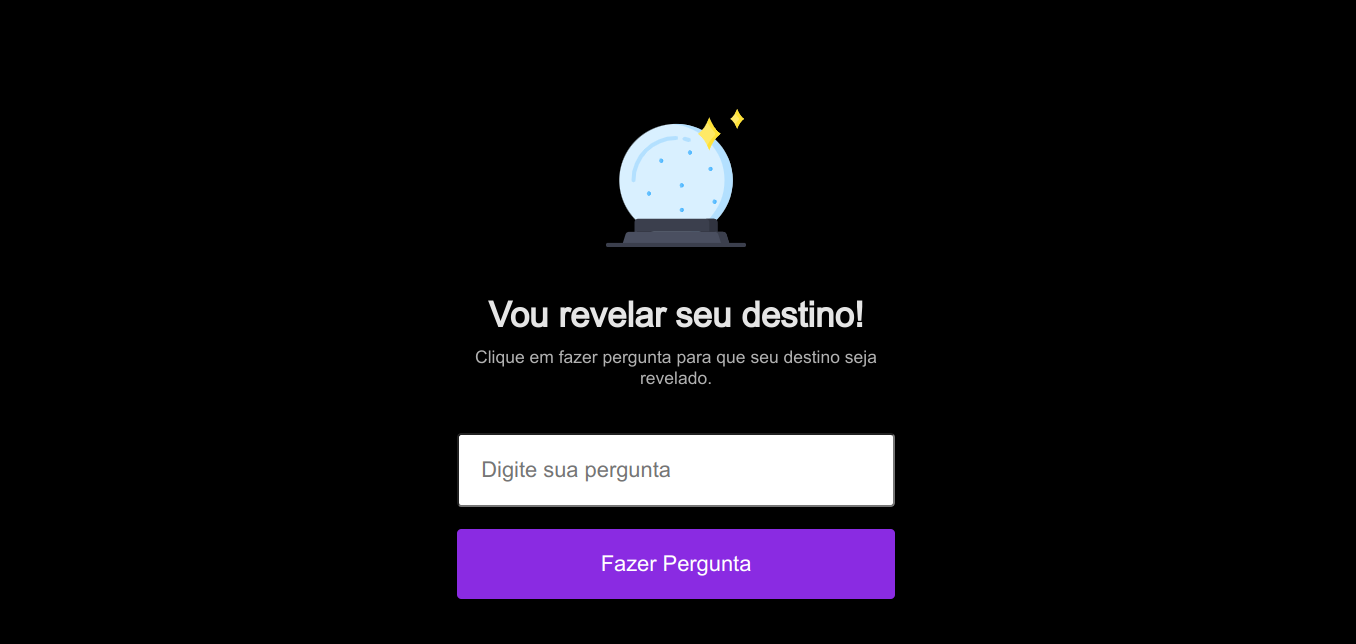 Vou revelar seu destino!
Clique em fazer pergunta para que seu destino seja
revelado.
Digite sua pergunta
Fazer Pergunta